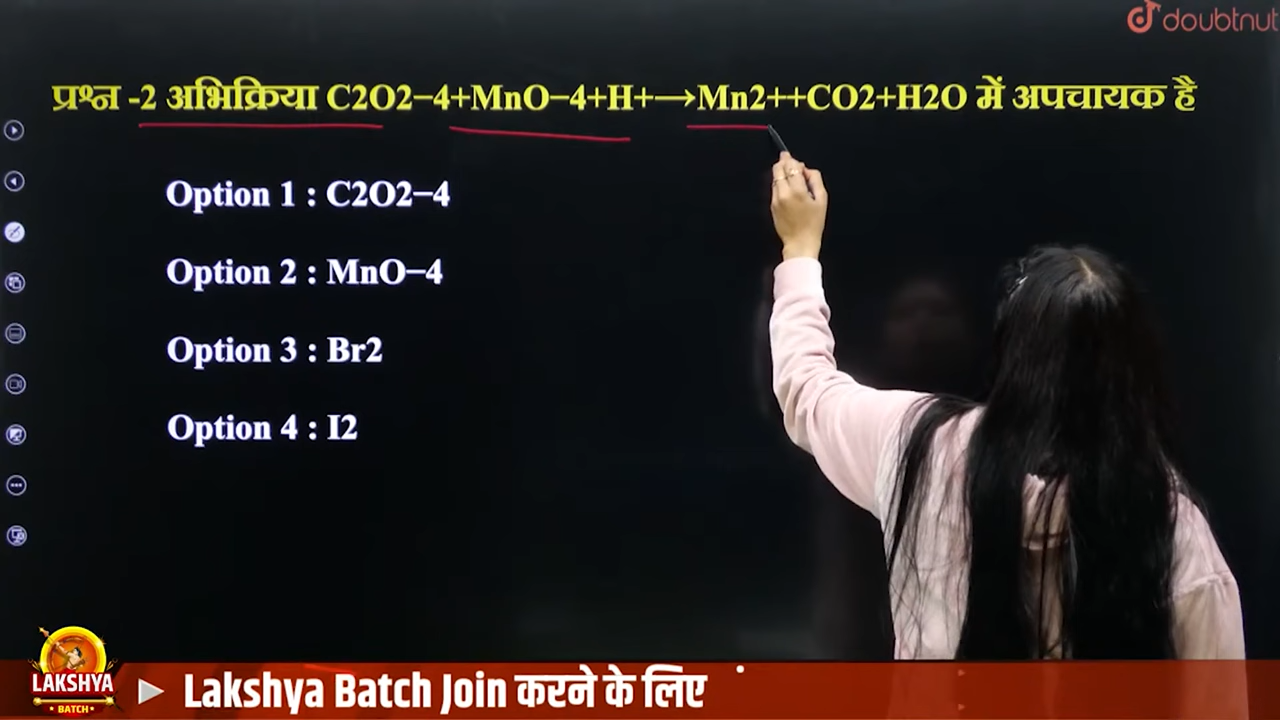 doubtnut
प्रश्न -2 अभिक्रिया C2O2−4+MnO−4+H+→Mn2++CO2+H2O में अपचायक है
Option 1 : C2O2−4
Option 2 : MnO−4
Option 3 : Br2
Option 4 : I2
LAKSHYA
BATCH
Lakshya Batch Join करने के लिए